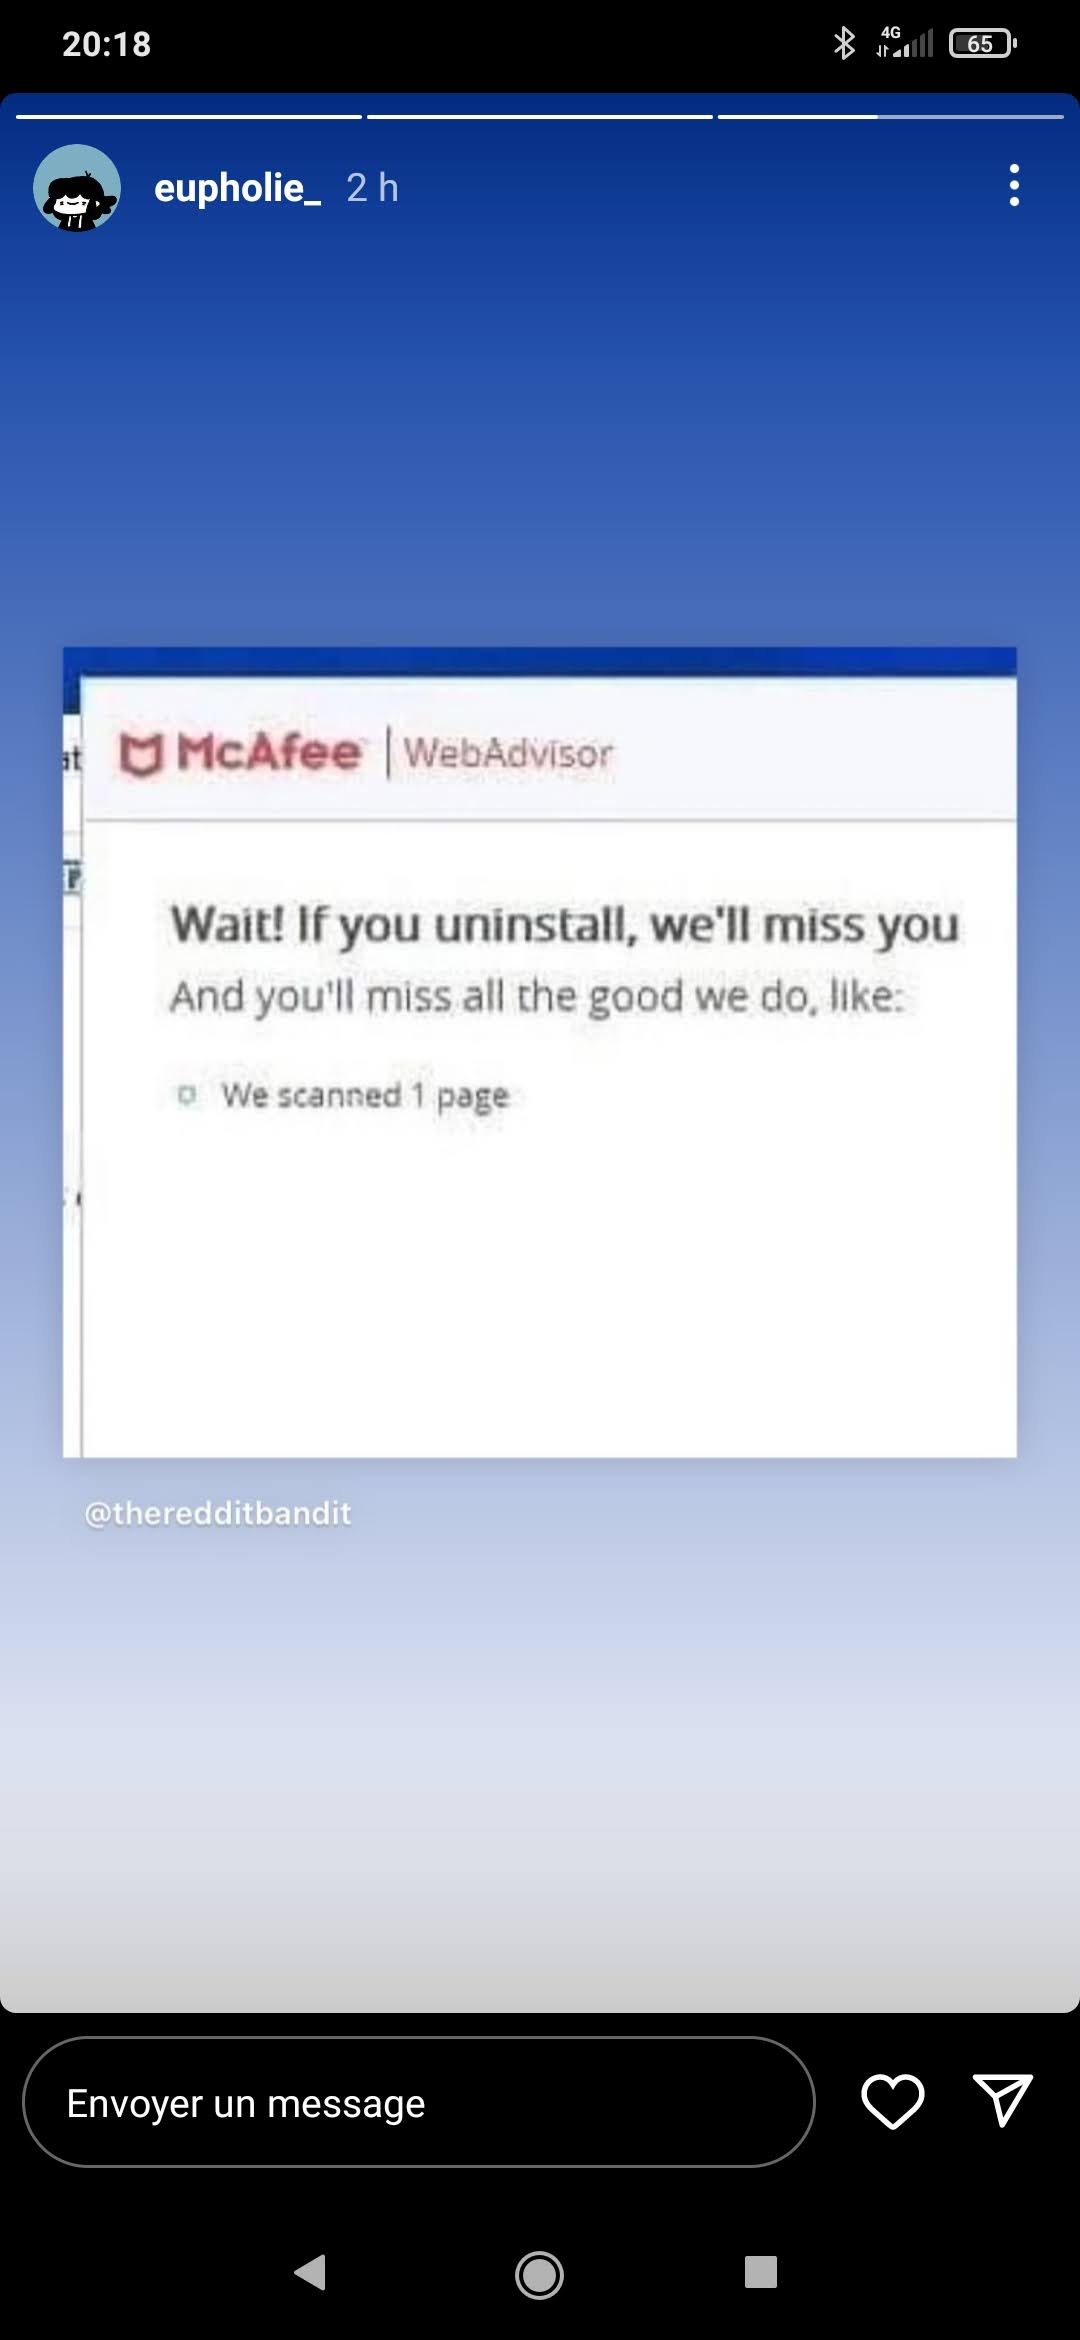 20:18
4G
65
eupholie_ 2 h
at
McAfee | WebAdvisor
Wait! If you uninstall, we'll miss you
And you'll miss all the good we do, like:
We scanned 1 page
@theredditbandit
Envoyer un message